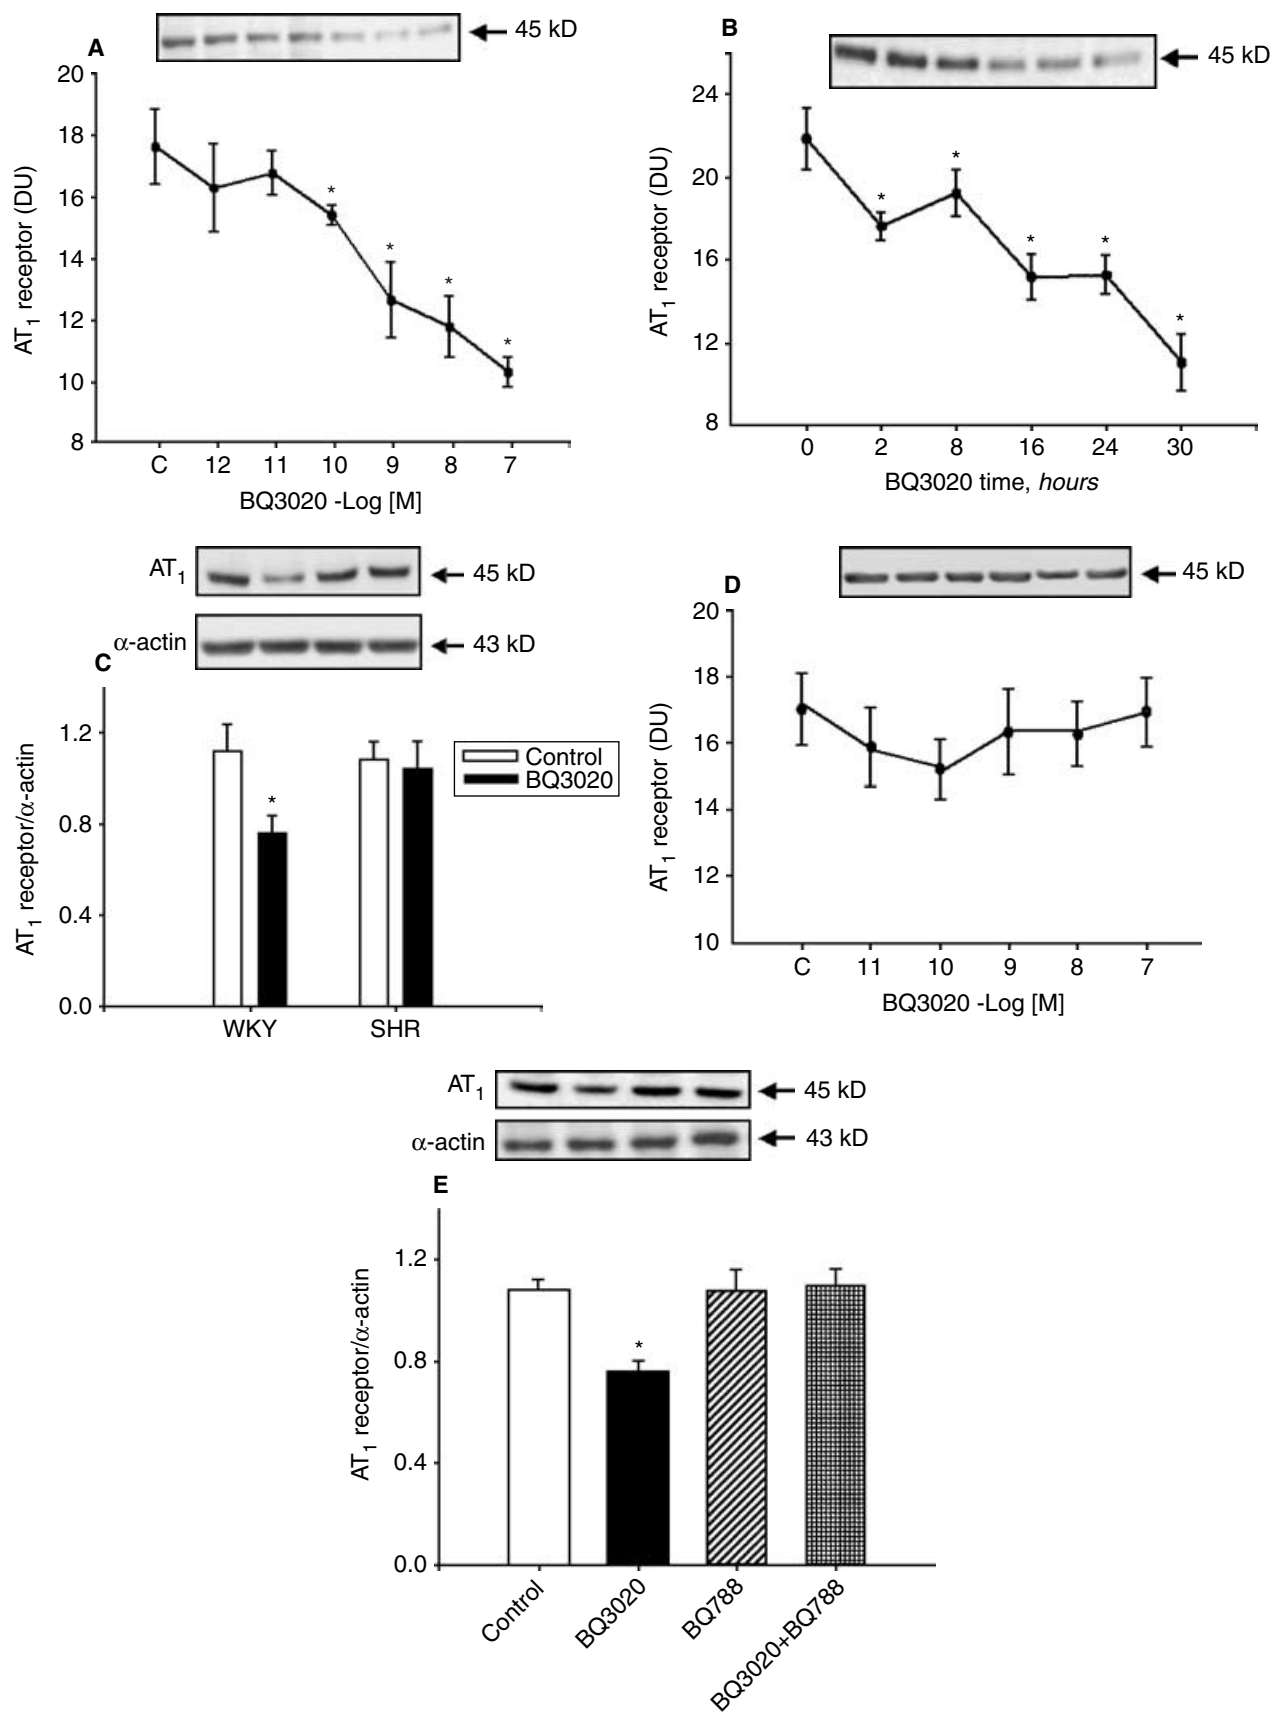 A
45 kD
20
18
16
14
12
10
8
AT1 receptor (DU)
*
*
*
*
C 12 11 10 9 8 7
BQ3020 -Log [M]
B
45 kD
24
20
16
12
8
AT1 receptor (DU)
*
*
*
*
*
0 2 8 16 24 30
BQ3020 time, hours
AT1
45 kD
α-actin
43 kD
C
1.2
0.8
0.4
0.0
AT1 receptor/α-actin
*
Control
BQ3020
WKY SHR
D
45 kD
20
18
16
14
12
10
AT1 receptor (DU)
C 11 10 9 8 7
BQ3020 -Log [M]
AT1
45 kD
α-actin
43 kD
E
1.2
0.8
0.4
0.0
AT1 receptor/α-actin
*
Control
BQ3020
BQ788
BQ3020+BQ788